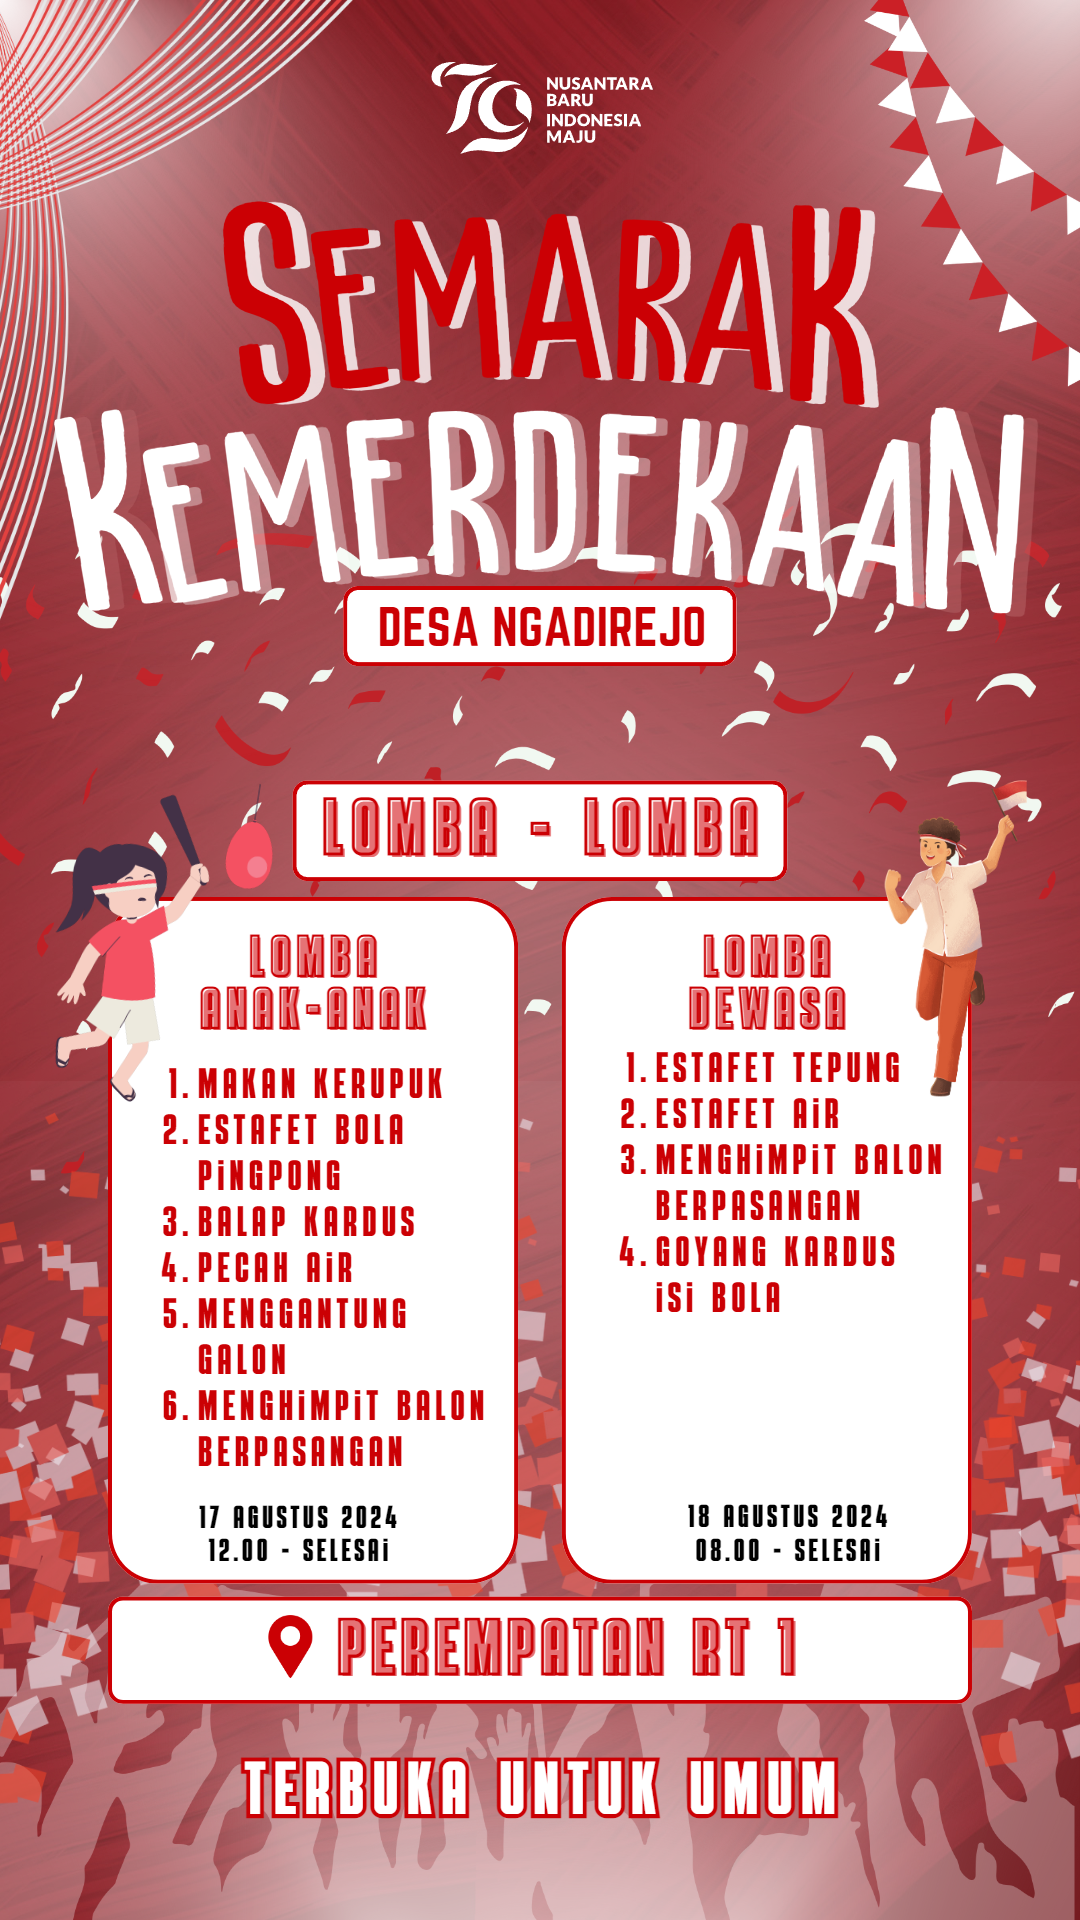 79
NUSANTARA
BARU
INDONESIA
MAJU
SEMARAK
KEMERDEKAAN
DESA NGADIREJO
LOMBA - LOMBA
LOMBA
ANAK-ANAK
1. MAKAN KERUPUK
2. ESTAFET BOLA
PiNGPONG
3. BALAP KARDUS
4. PECAH AiR
5. MENGGANTUNG
GALON
6. MENGHiMPiT BALON
BERPASANGAN
17 AGUSTUS 2024
12.00 - SELESAi
LOMBA
DEWASA
1. ESTAFET TEPUNG
2. ESTAFET AiR
3. MENGHiMPiT BALON
BERPASANGAN
4. GOYANG KARDUS
iSi BOLA
18 AGUSTUS 2024
08.00 - SELESAi
PEREMPATAN RT 1
TERBUKA UNTUK UMUM